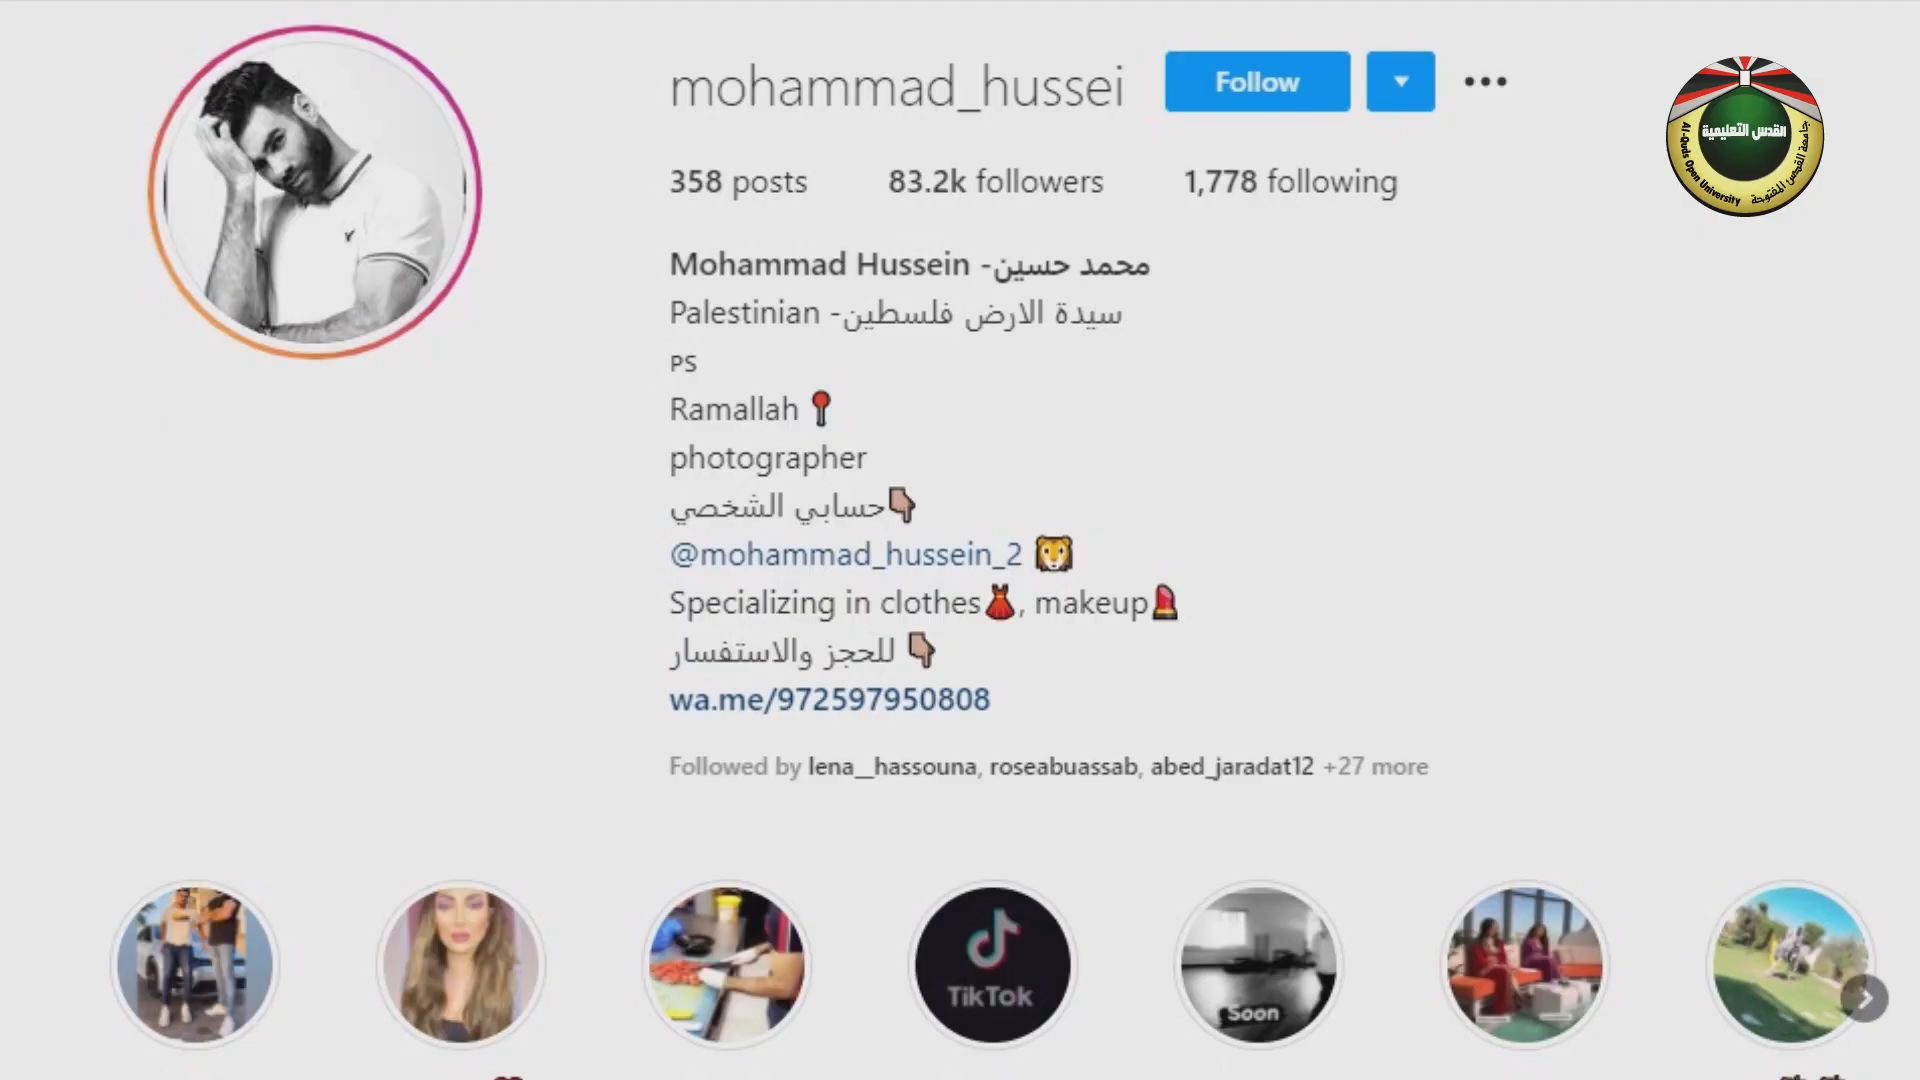 mohammad_hussei
Follow
358 posts
83.2k followers
1,778 following
Mohammad Hussein -محمد حسين
Palestinian -سيدة الارض فلسطين
PS
Ramallah 📍
photographer
حسابي الشخصي👇
@mohammad_hussein_2 🐯
Specializing in clothes👗, makeup💄
للحجز والاستفسار 👇
wa.me/972597950808
Followed by lena__hassouna, roseabuassab, abed_jaradat12 +27 more
TikTok
Soon
القدس التعليمية
Al-Quds Open University
جامعة القدس المفتوحة